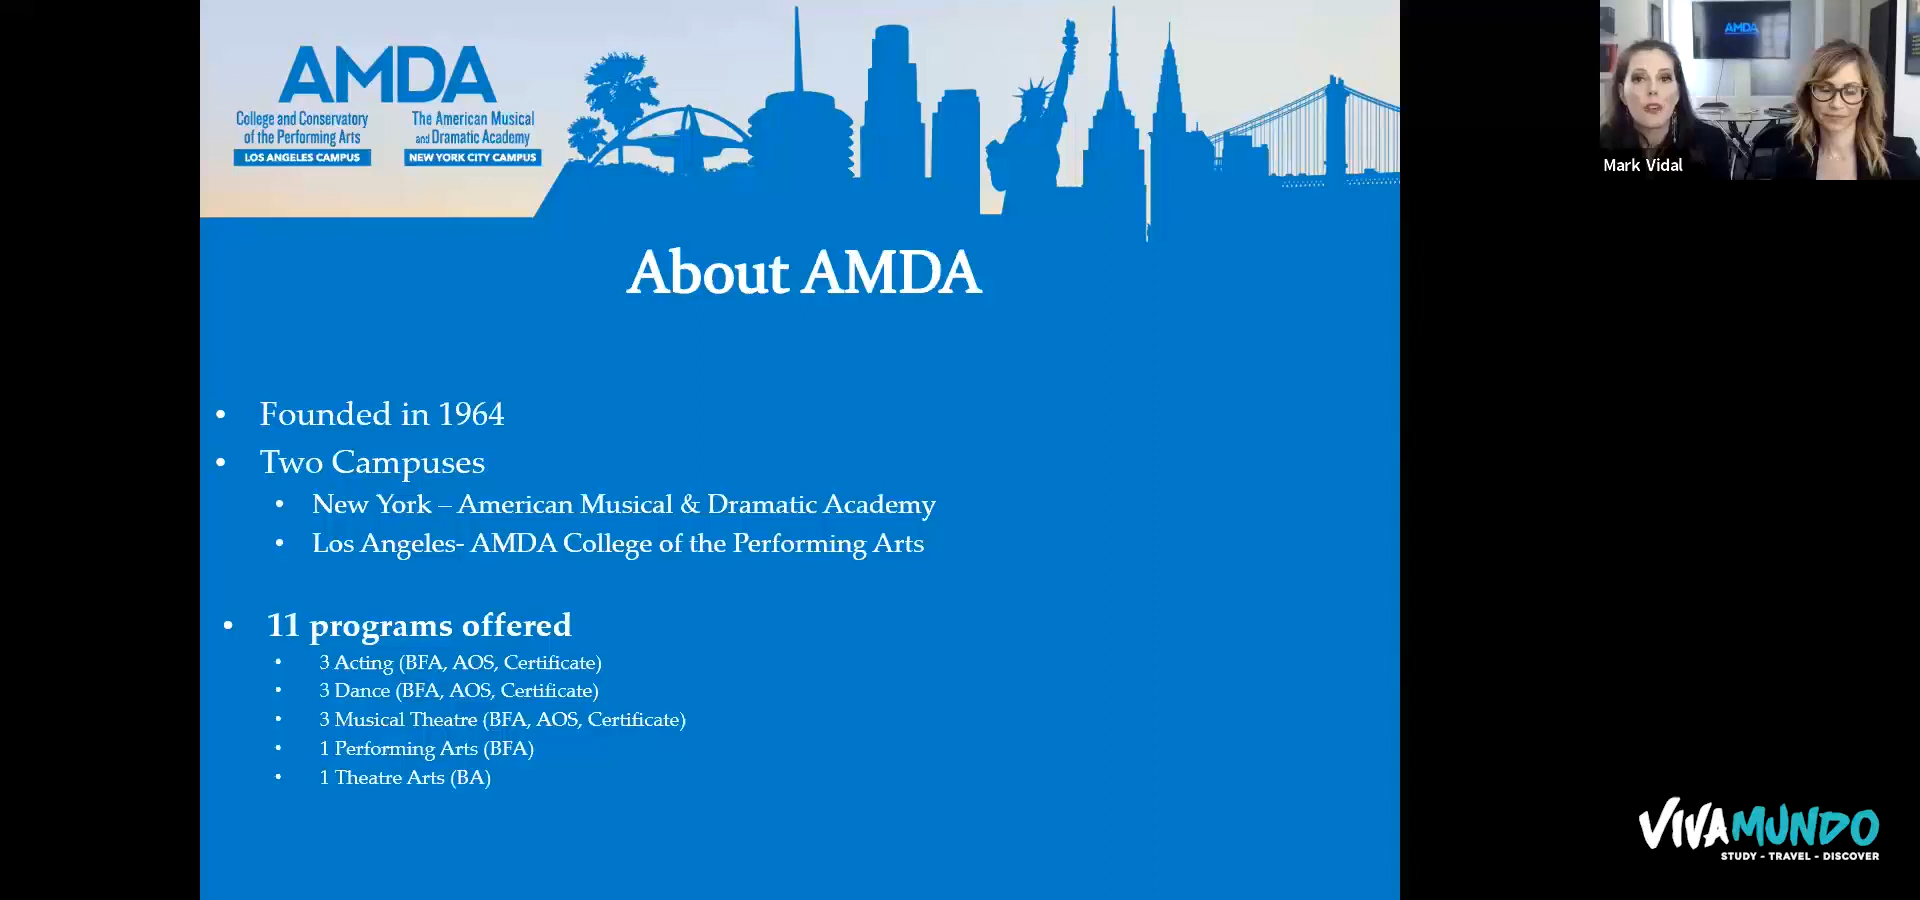 AMDA
College and Conservatory
of the Performing Arts
LOS ANGELES CAMPUS
The American Musical
and Dramatic Academy
NEW YORK CITY CAMPUS
AMDA
Mark Vidal
About AMDA
• Founded in 1964
• Two Campuses
• New York – American Musical & Dramatic Academy
• Los Angeles- AMDA College of the Performing Arts
• 11 programs offered
• 3 Acting (BFA, AOS, Certificate)
• 3 Dance (BFA, AOS, Certificate)
• 3 Musical Theatre (BFA, AOS, Certificate)
• 1 Performing Arts (BFA)
• 1 Theatre Arts (BA)
VIVAMUNDO
STUDY - TRAVEL - DISCOVER